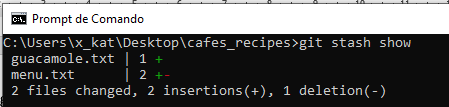 Prompt de Comando
C:\Users\x_kat\Desktop\cafes_recipes>git stash show
guacamole.txt | 1 +
menu.txt      | 2 +-
2 files changed, 2 insertions(+), 1 deletion(-)